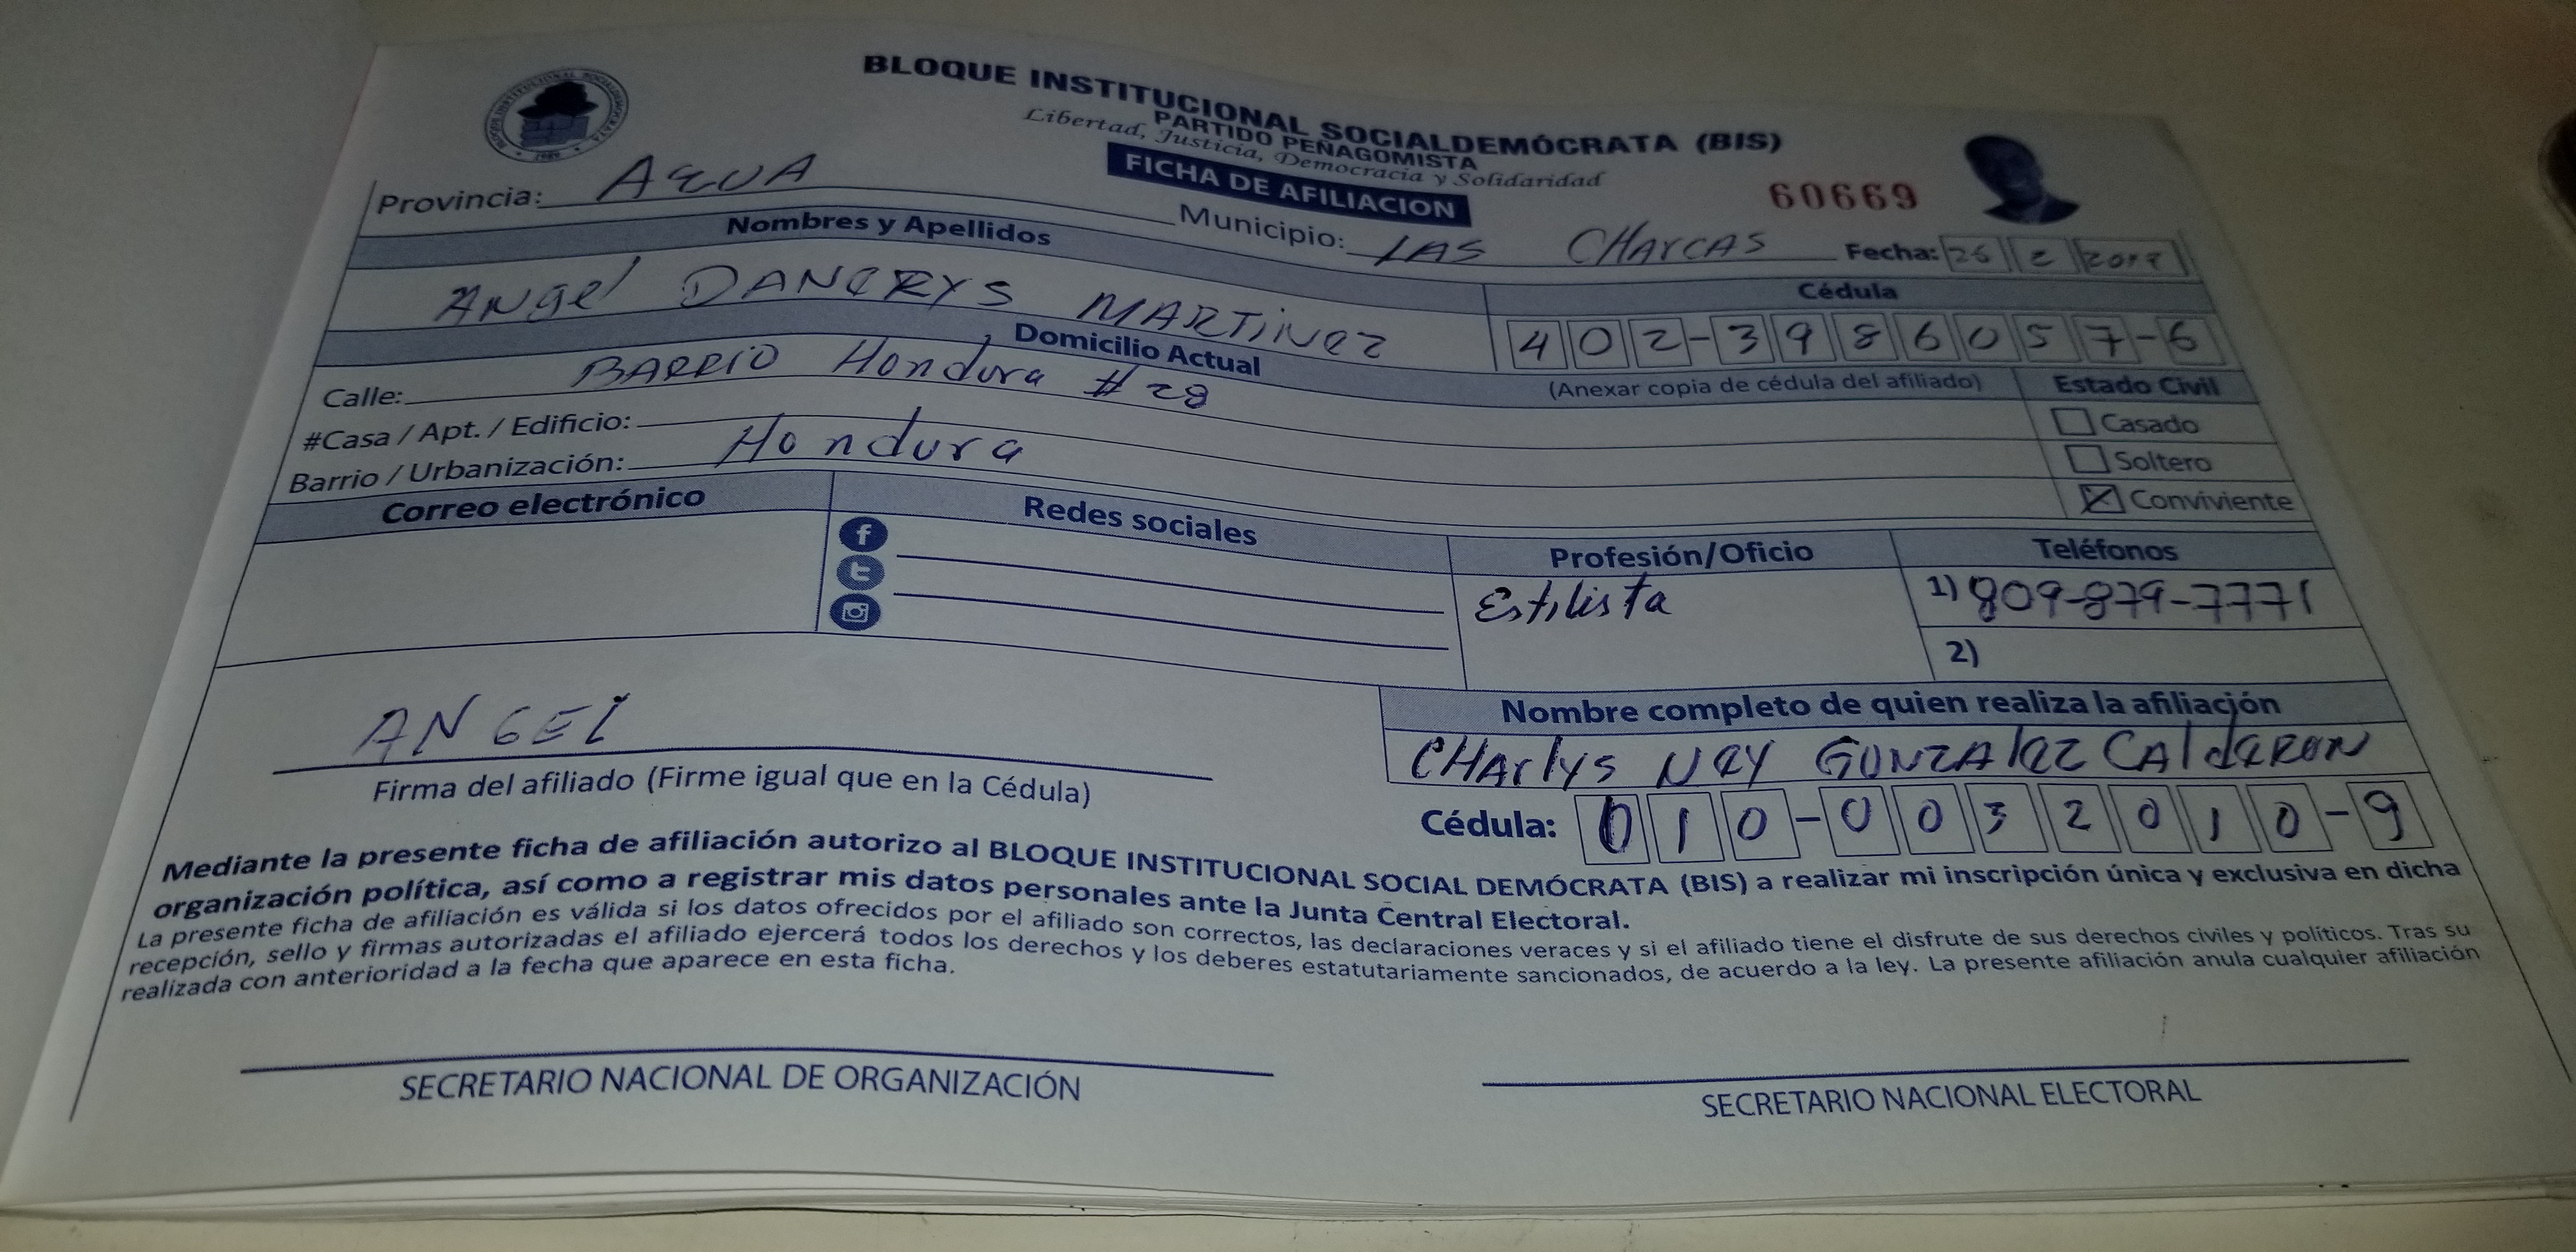 BLOQUE INSTITUCIONAL SOCIALDEMÓCRATA (BIS)
PARTIDO PEÑAGOMISTA
Libertad, Justicia, Democracia y Solidaridad
FICHA DE AFILIACION
60669
Provincia: AZUA Municipio: LAS CHARCAS Fecha: 26 2
Nombres y Apellidos Cédula
ANgel DANERYS MARTiNez 402-3986057-6
Domicilio Actual (Anexar copia de cédula del afiliado) Estado Civil
Calle: BARRIO Hondura #28 Casado
#Casa / Apt. / Edificio: Soltero
Barrio / Urbanización: Hondura Conviviente
Correo electrónico Redes sociales Profesión/Oficio Teléfonos
Estilista 1) 809-879-7771
2)
Nombre completo de quien realiza la afiliación
ANGEL CHArlys Ney GONZAlez CAldERON
Firma del afiliado (Firme igual que en la Cédula) Cédula: 010-0032010-9
Mediante la presente ficha de afiliación autorizo al BLOQUE INSTITUCIONAL SOCIAL DEMÓCRATA (BIS) a realizar mi inscripción única y exclusiva en dicha
organización política, así como a registrar mis datos personales ante la Junta Central Electoral.
La presente ficha de afiliación es válida si los datos ofrecidos por el afiliado son correctos, las declaraciones veraces y si el afiliado tiene el disfrute de sus derechos civiles y políticos. Tras su
recepción, sello y firmas autorizadas el afiliado ejercerá todos los derechos y los deberes estatutariamente sancionados, de acuerdo a la ley. La presente afiliación anula cualquier afiliación
realizada con anterioridad a la fecha que aparece en esta ficha.
SECRETARIO NACIONAL DE ORGANIZACIÓN SECRETARIO NACIONAL ELECTORAL